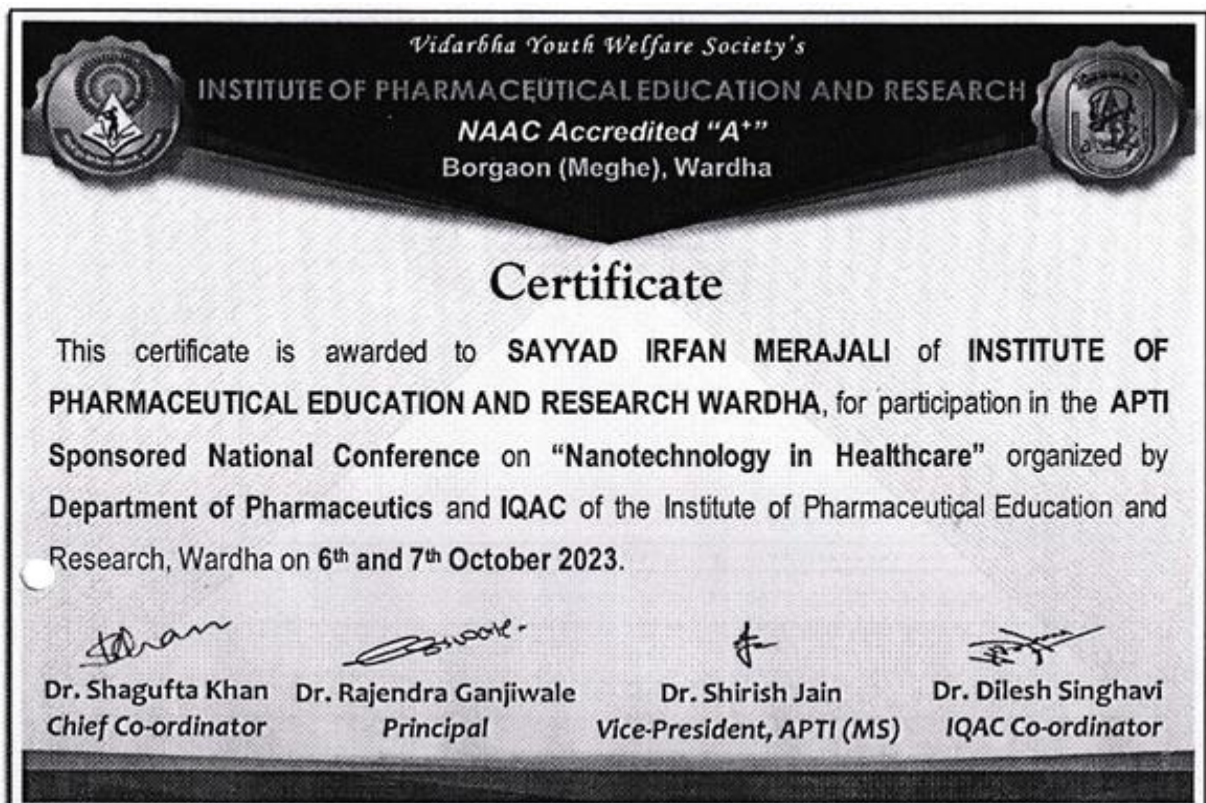 Vidarbha Youth Welfare Society's
INSTITUTE OF PHARMACEUTICAL EDUCATION AND RESEARCH
NAAC Accredited “A⁺”
Borgaon (Meghe), Wardha
Certificate
This certificate is awarded to SAYYAD IRFAN MERAJALI of INSTITUTE OF
PHARMACEUTICAL EDUCATION AND RESEARCH WARDHA, for participation in the APTI
Sponsored National Conference on “Nanotechnology in Healthcare” organized by
Department of Pharmaceutics and IQAC of the Institute of Pharmaceutical Education and
Research, Wardha on 6th and 7th October 2023.
Dr. Shagufta Khan Dr. Rajendra Ganjiwale Dr. Shirish Jain Dr. Dilesh Singhavi
Chief Co-ordinator Principal Vice-President, APTI (MS) IQAC Co-ordinator